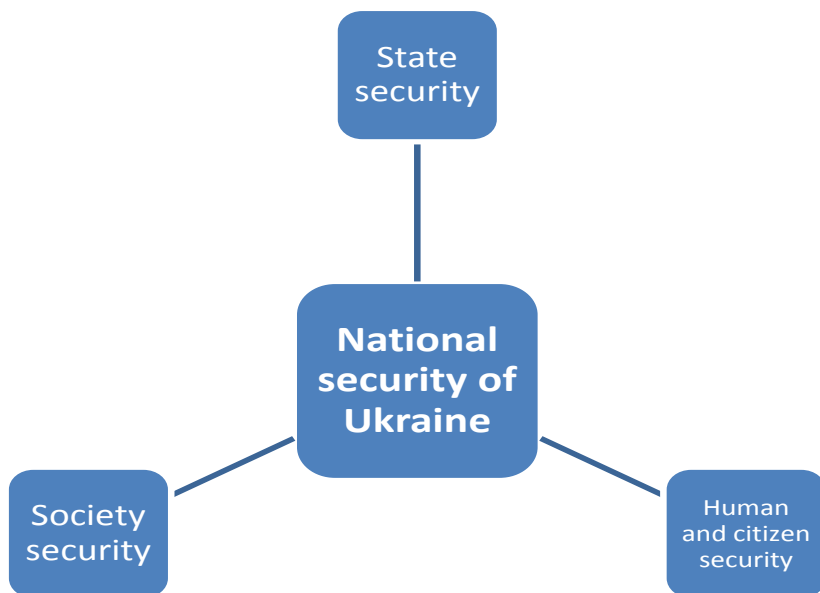 State
security
National
security of
Ukraine
Society
security
Human
and citizen
security